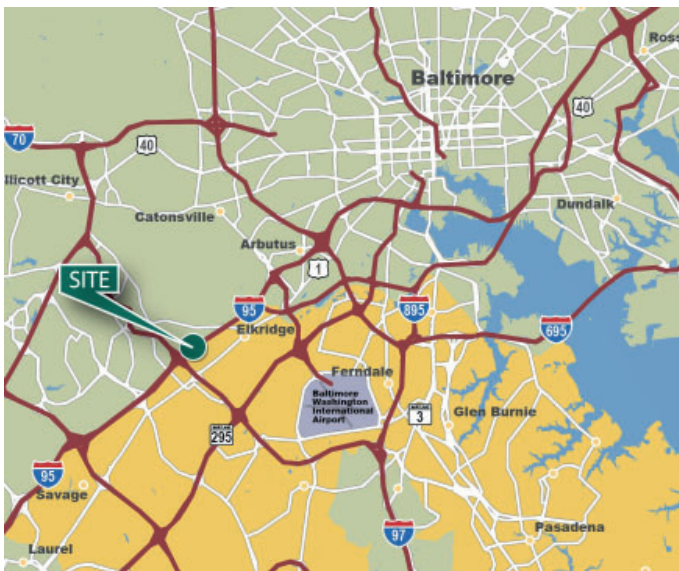 Ross
Baltimore
40
70
40
llicott City
Dundalk
Catonsville
Arbutus
1
SITE
95
895
695
Elkridge
Ferndale
Baltimore
Washington
International
Airport
3
Glen Burnie
295
95
Savage
97
Pasadena
Laurel